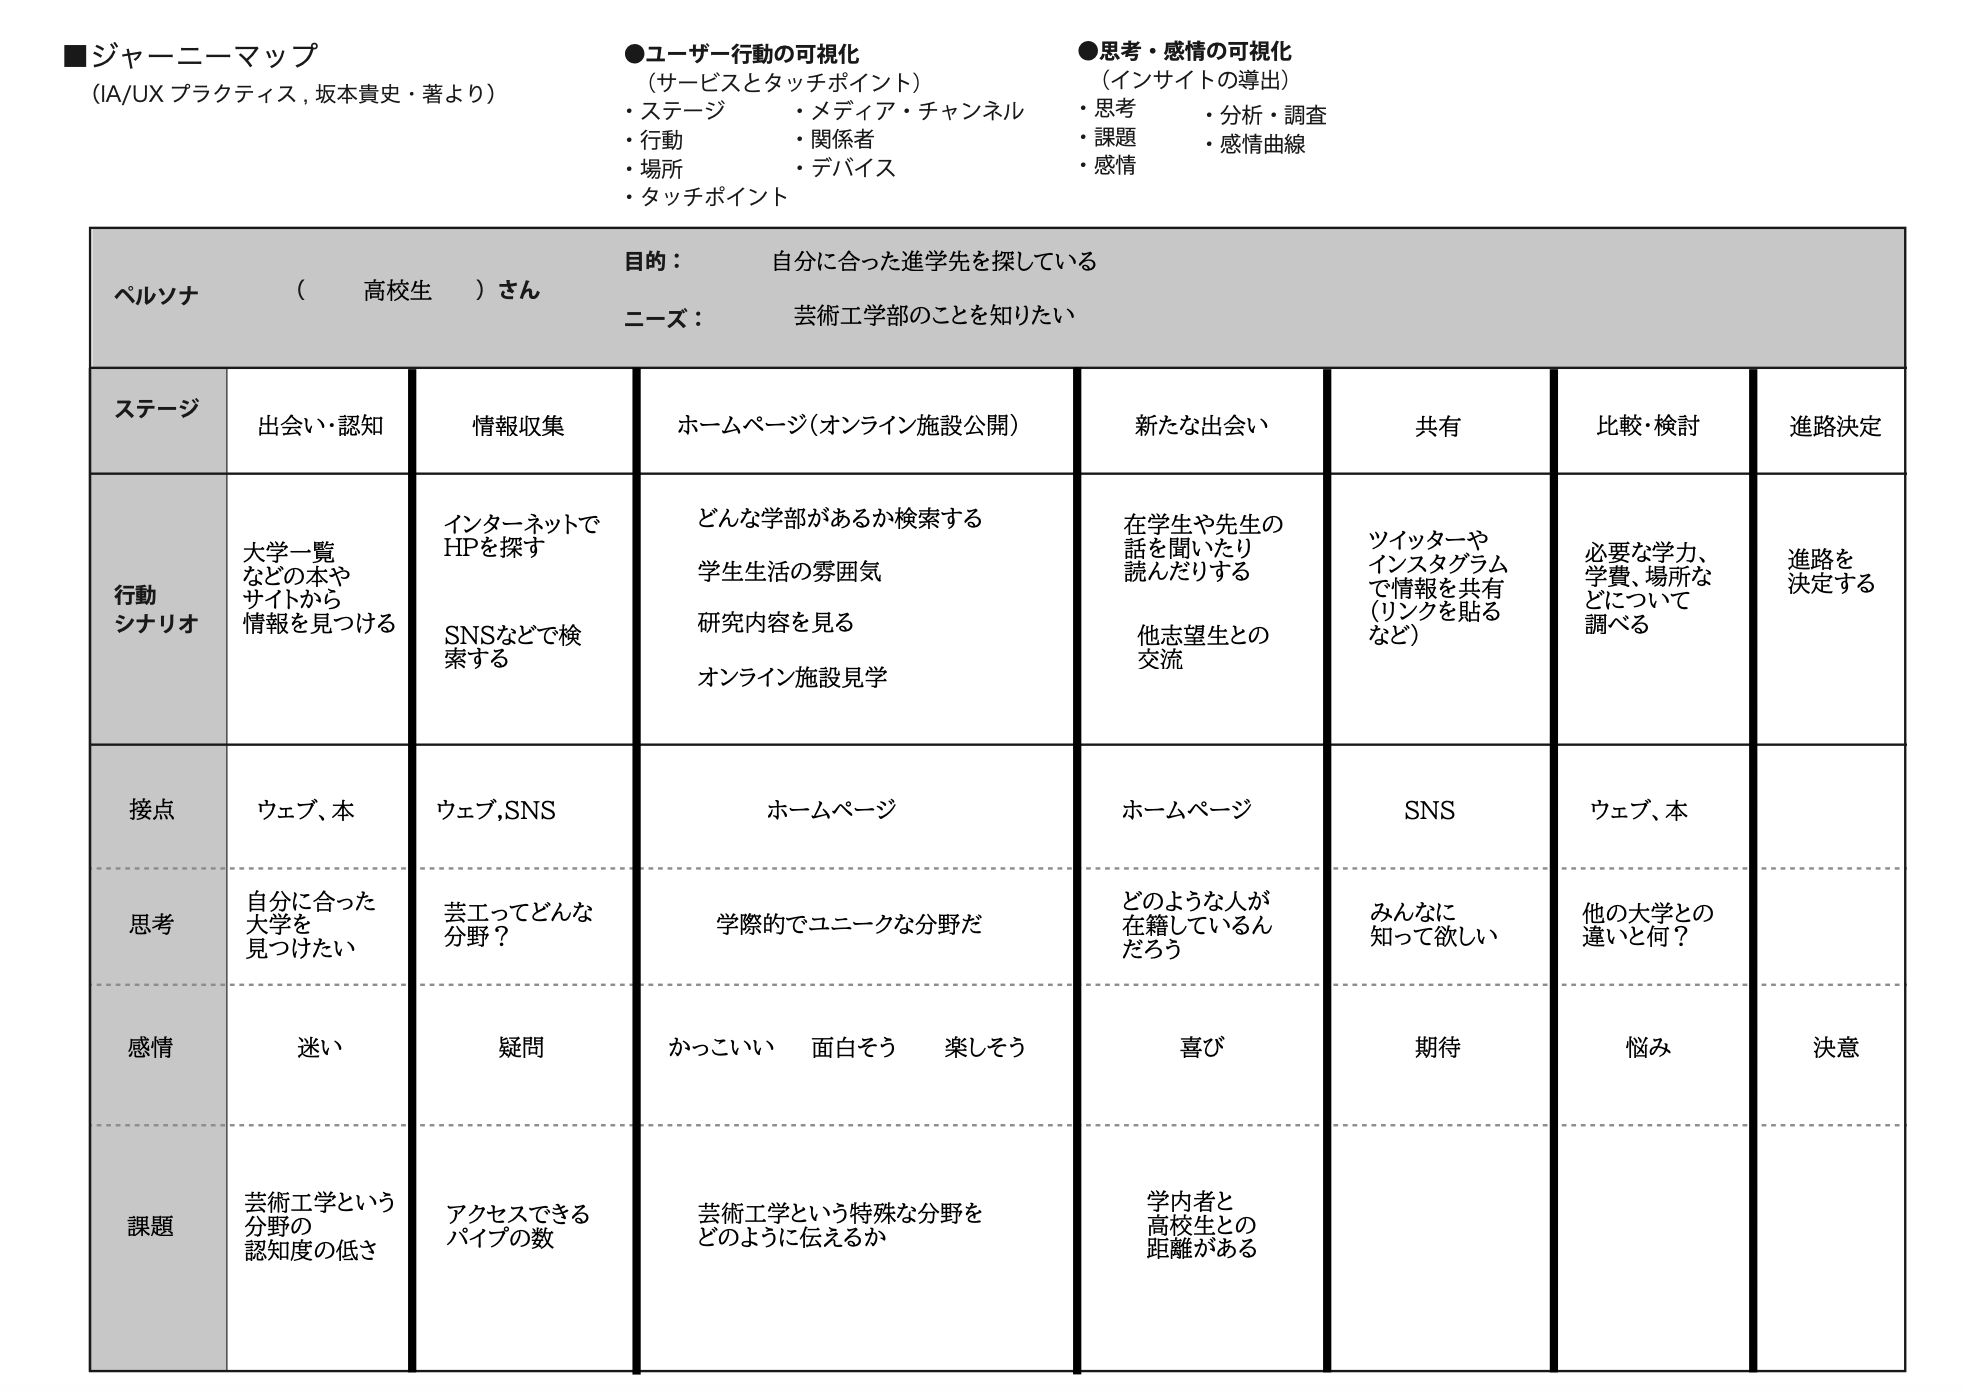 ■ジャーニーマップ
（IA/UX プラクティス , 坂本貴史・著より）
●ユーザー行動の可視化
（サービスとタッチポイント）
・ステージ
・行動
・場所
・タッチポイント
・メディア・チャンネル
・関係者
・デバイス
●思考・感情の可視化
（インサイトの導出）
・思考
・課題
・感情
・分析・調査
・感情曲線
ペルソナ
（ 高校生 ）さん
目的： 自分に合った進学先を探している
ニーズ： 芸術工学部のことを知りたい
ステージ
出会い・認知
情報収集
ホームページ（オンライン施設公開）
新たな出会い
共有
比較・検討
進路決定
行動
シナリオ
大学一覧
などの本や
サイトから
情報を見つける
インターネットで
HPを探す
SNSなどで検
索する
どんな学部があるか検索する
学生生活の雰囲気
研究内容を見る
オンライン施設見学
在学生や先生の
話を聞いたり
読んだりする
他志望生との
交流
ツイッターや
インスタグラム
で情報を共有
（リンクを貼る
など）
必要な学力、
学費、場所な
どについて
調べる
進路を
決定する
接点
ウェブ、本
ウェブ,SNS
ホームページ
ホームページ
SNS
ウェブ、本
思考
自分に合った
大学を
見つけたい
芸工ってどんな
分野？
学際的でユニークな分野だ
どのような人が
在籍しているん
だろう
みんなに
知って欲しい
他の大学との
違いと何？
感情
迷い
疑問
かっこいい 面白そう 楽しそう
喜び
期待
悩み
決意
課題
芸術工学という
分野の
認知度の低さ
アクセスできる
パイプの数
芸術工学という特殊な分野を
どのように伝えるか
学内者と
高校生との
距離がある